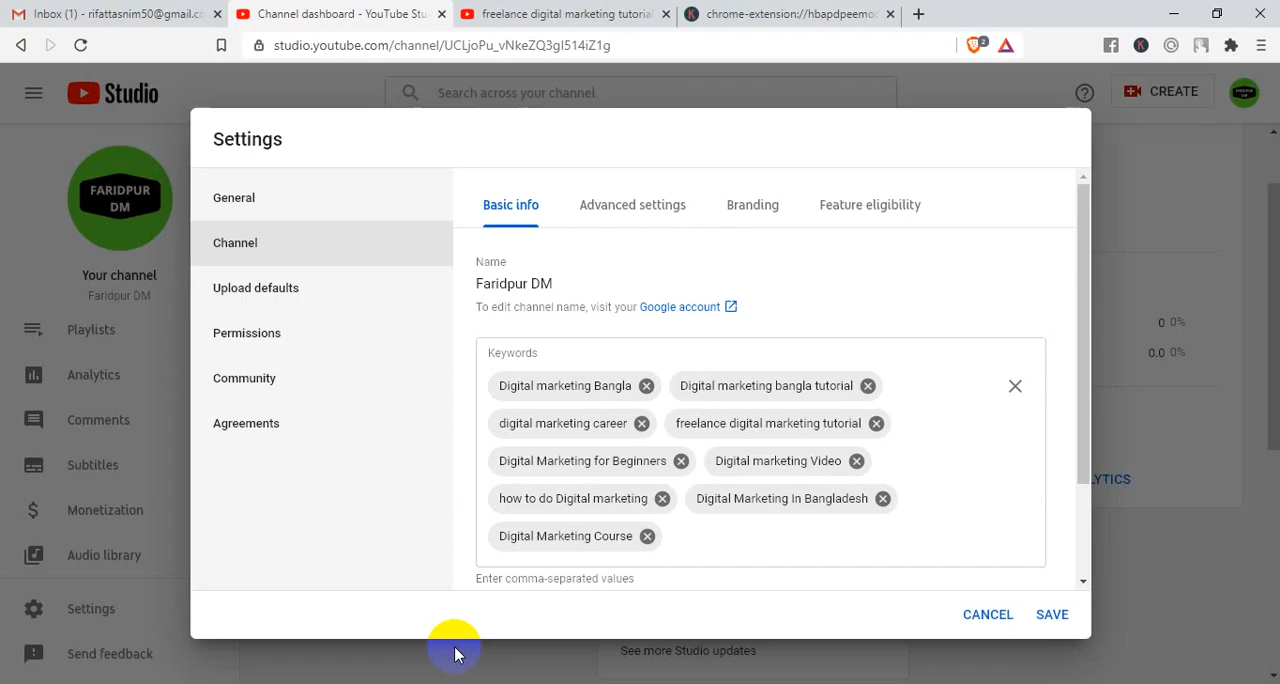 Inbox (1) - rifattasnim50@gmail.co
Channel dashboard - YouTube Stu
freelance digital marketing tutorial
chrome-extension://hbapdpeemoo
studio.youtube.com/channel/UCLjoPu_vNkeZQ3gI514iZ1g
2
Studio
Search across your channel
CREATE
Settings
FARIDPUR
DM
Your channel
Faridpur DM
Playlists
Analytics
Comments
Subtitles
Monetization
Audio library
Settings
Send feedback
General
Channel
Upload defaults
Permissions
Community
Agreements
Basic info
Advanced settings
Branding
Feature eligibility
Name
Faridpur DM
To edit channel name, visit your Google account
Keywords
Digital marketing Bangla
Digital marketing bangla tutorial
digital marketing career
freelance digital marketing tutorial
Digital Marketing for Beginners
Digital marketing Video
how to do Digital marketing
Digital Marketing In Bangladesh
Digital Marketing Course
Enter comma-separated values
CANCEL
SAVE
0 0%
0.0 0%
LYTICS
See more Studio updates